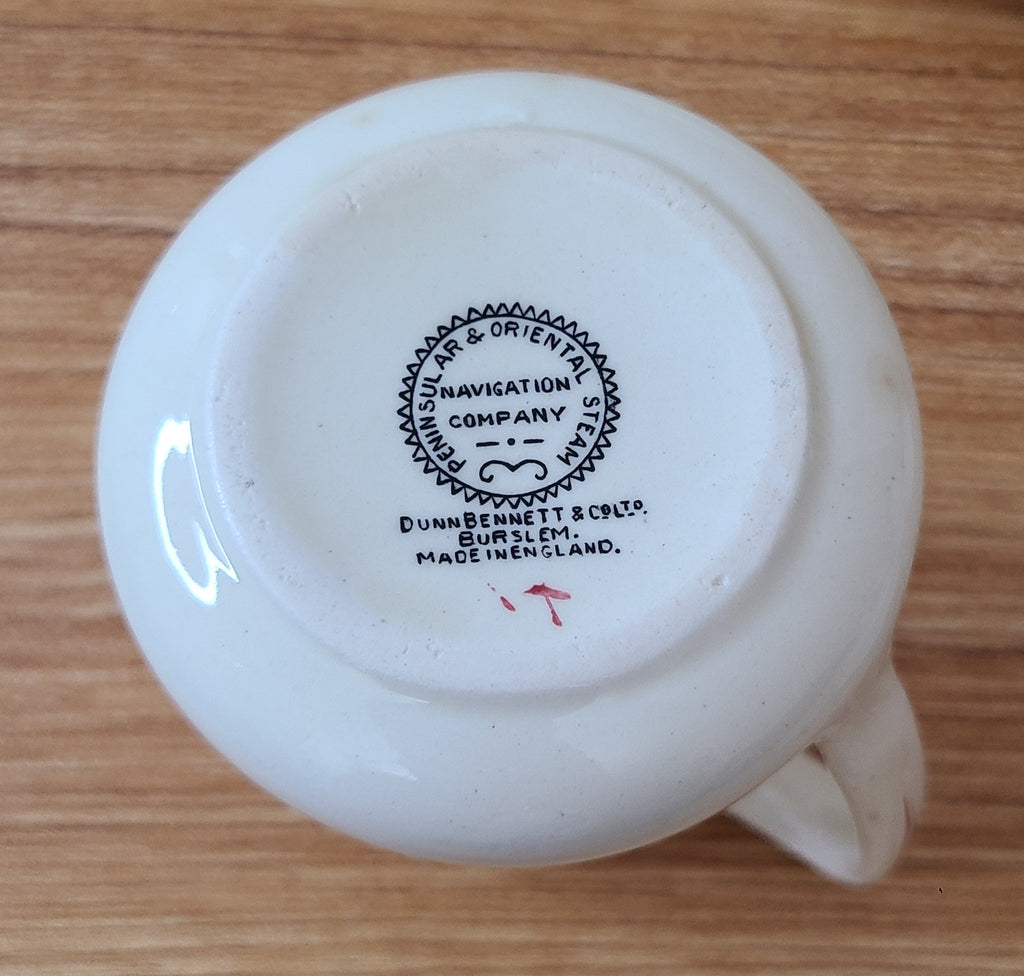 PENINSULAR & ORIENTAL STEAM
NAVIGATION
COMPANY
DUNN BENNETT & CO LTD.
BURSLEM.
MADE IN ENGLAND.